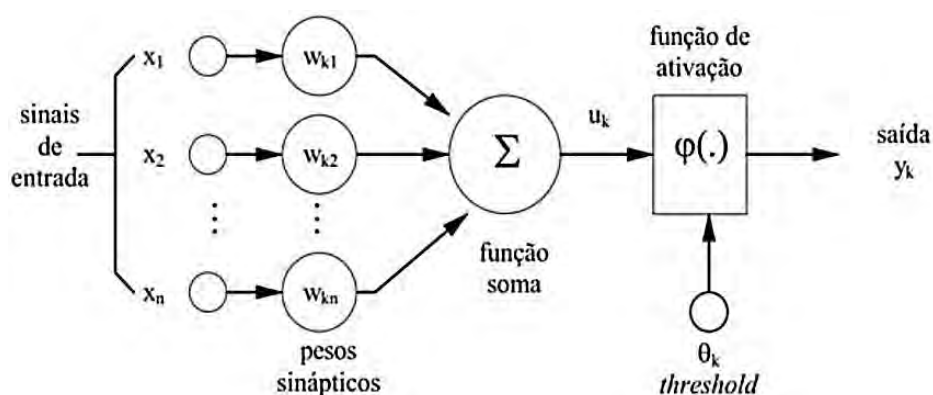 sinais
de
entrada
x1
x2
xn
wk1
wk2
wkn
pesos
sinápticos
Σ
função
soma
uk
função de
ativação
φ(.)
θk
threshold
saída
yk